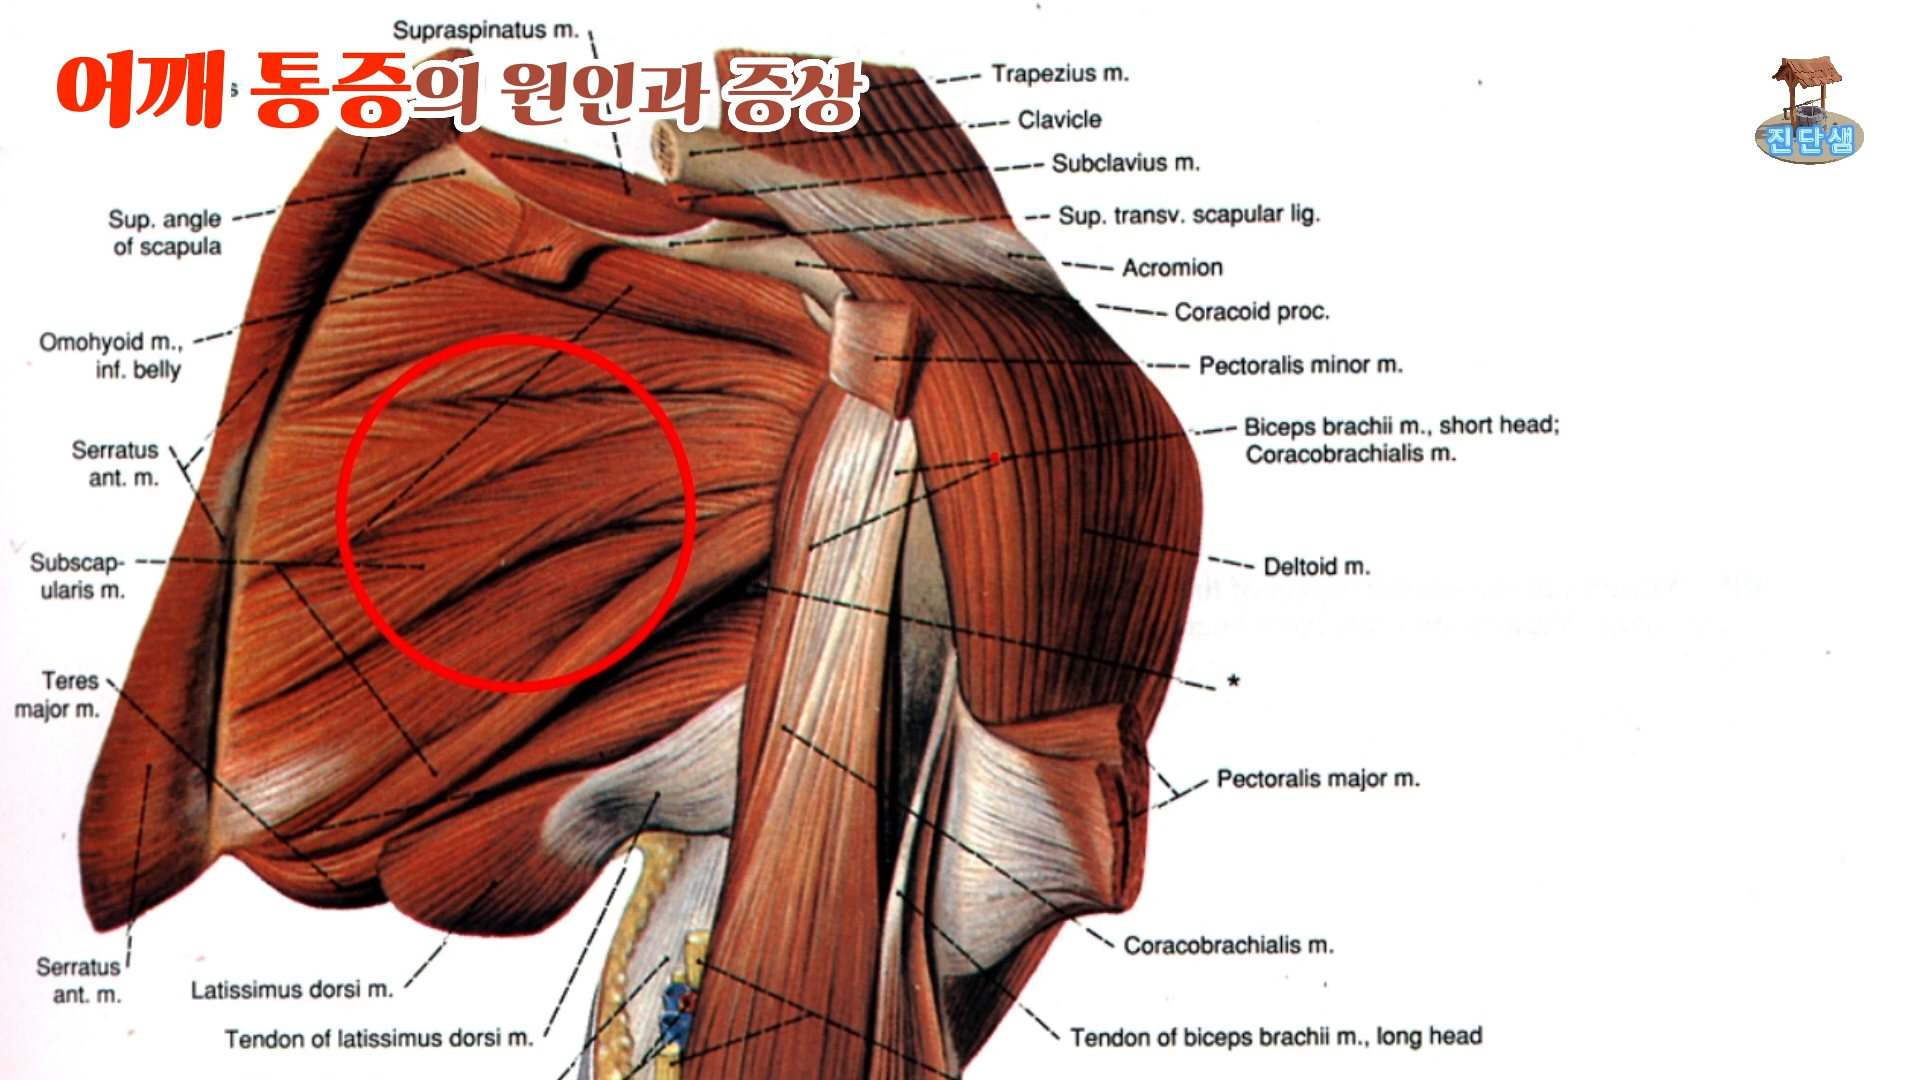 Supraspinatus m.
어깨 통증의 원인과 증상
진단샘
Trapezius m.
Clavicle
Subclavius m.
Sup. transv. scapular lig.
Acromion
Coracoid proc.
Pectoralis minor m.
Biceps brachii m., short head;
Coracobrachialis m.
Deltoid m.
*
Pectoralis major m.
Coracobrachialis m.
Tendon of biceps brachii m., long head
Sup. angle
of scapula
Omohyoid m.,
inf. belly
Serratus
ant. m.
Subscap-
ularis m.
Teres
major m.
Serratus
ant. m.
Latissimus dorsi m.
Tendon of latissimus dorsi m.